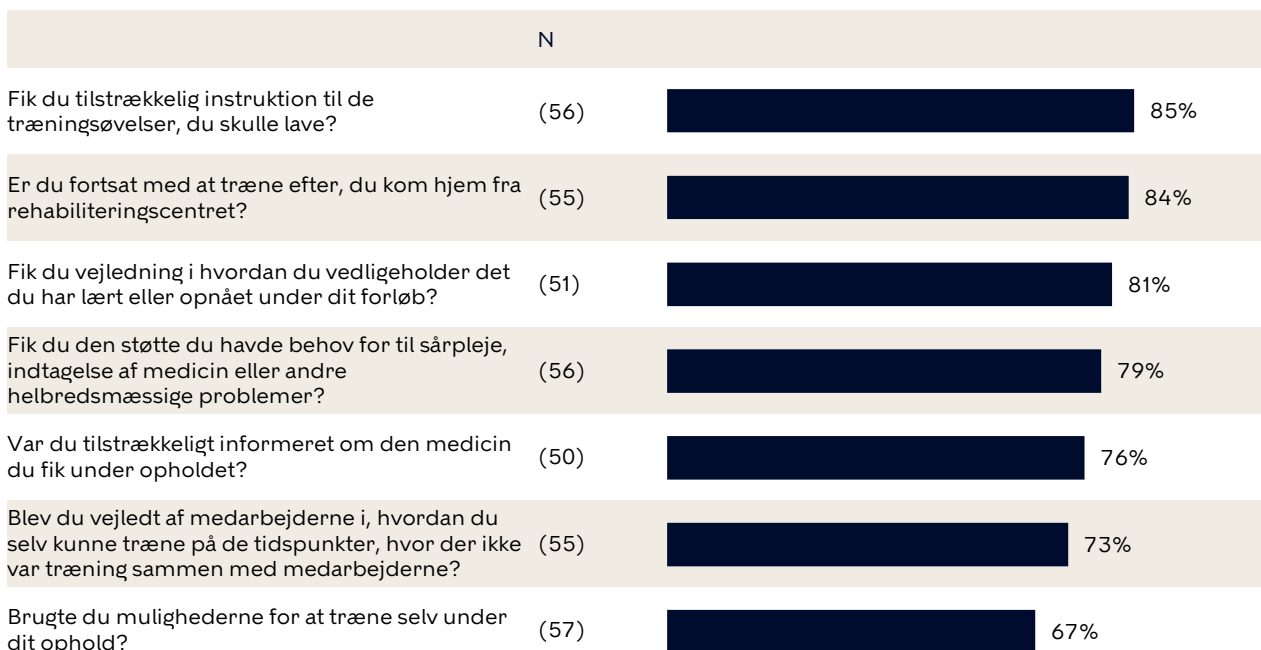 N
Fik du tilstrækkelig instruktion til de
træningsøvelser, du skulle lave?
(56)
85%
Er du fortsat med at træne efter, du kom hjem fra
rehabiliteringscentret?
(55)
84%
Fik du vejledning i hvordan du vedligeholder det
du har lært eller opnået under dit forløb?
(51)
81%
Fik du den støtte du havde behov for til sårpleje,
indtagelse af medicin eller andre
helbredsmæssige problemer?
(56)
79%
Var du tilstrækkeligt informeret om den medicin
du fik under opholdet?
(50)
76%
Blev du vejledt af medarbejderne i, hvordan du
selv kunne træne på de tidspunkter, hvor der ikke
var træning sammen med medarbejderne?
(55)
73%
Brugte du mulighederne for at træne selv under
dit ophold?
(57)
67%